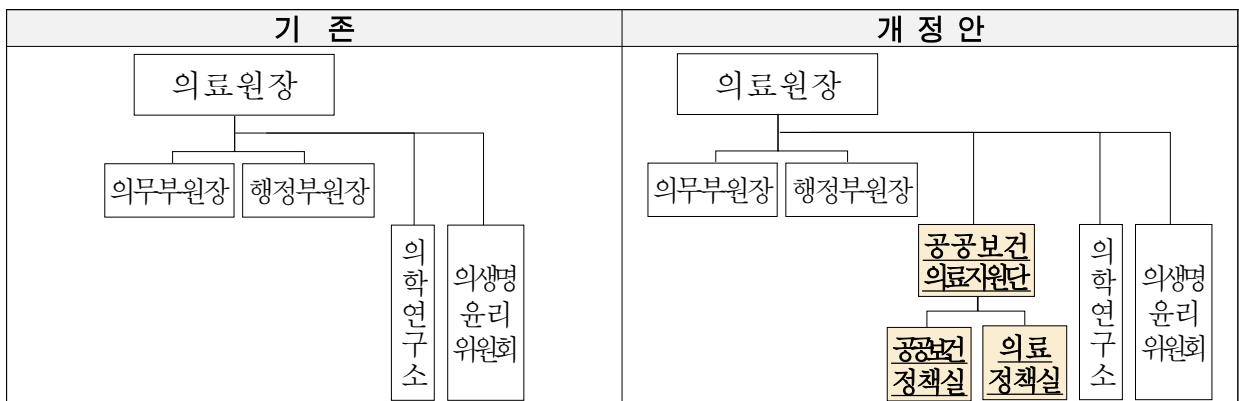 기 존
의료원장
의무부원장
행정부원장
의
학
연
구
소
의생명
윤리
위원회
개 정 안
의료원장
의무부원장
행정부원장
공공보건
의료지원단
공공보건
정책실
의료
정책실
의
학
연
구
소
의생명
윤리
위원회